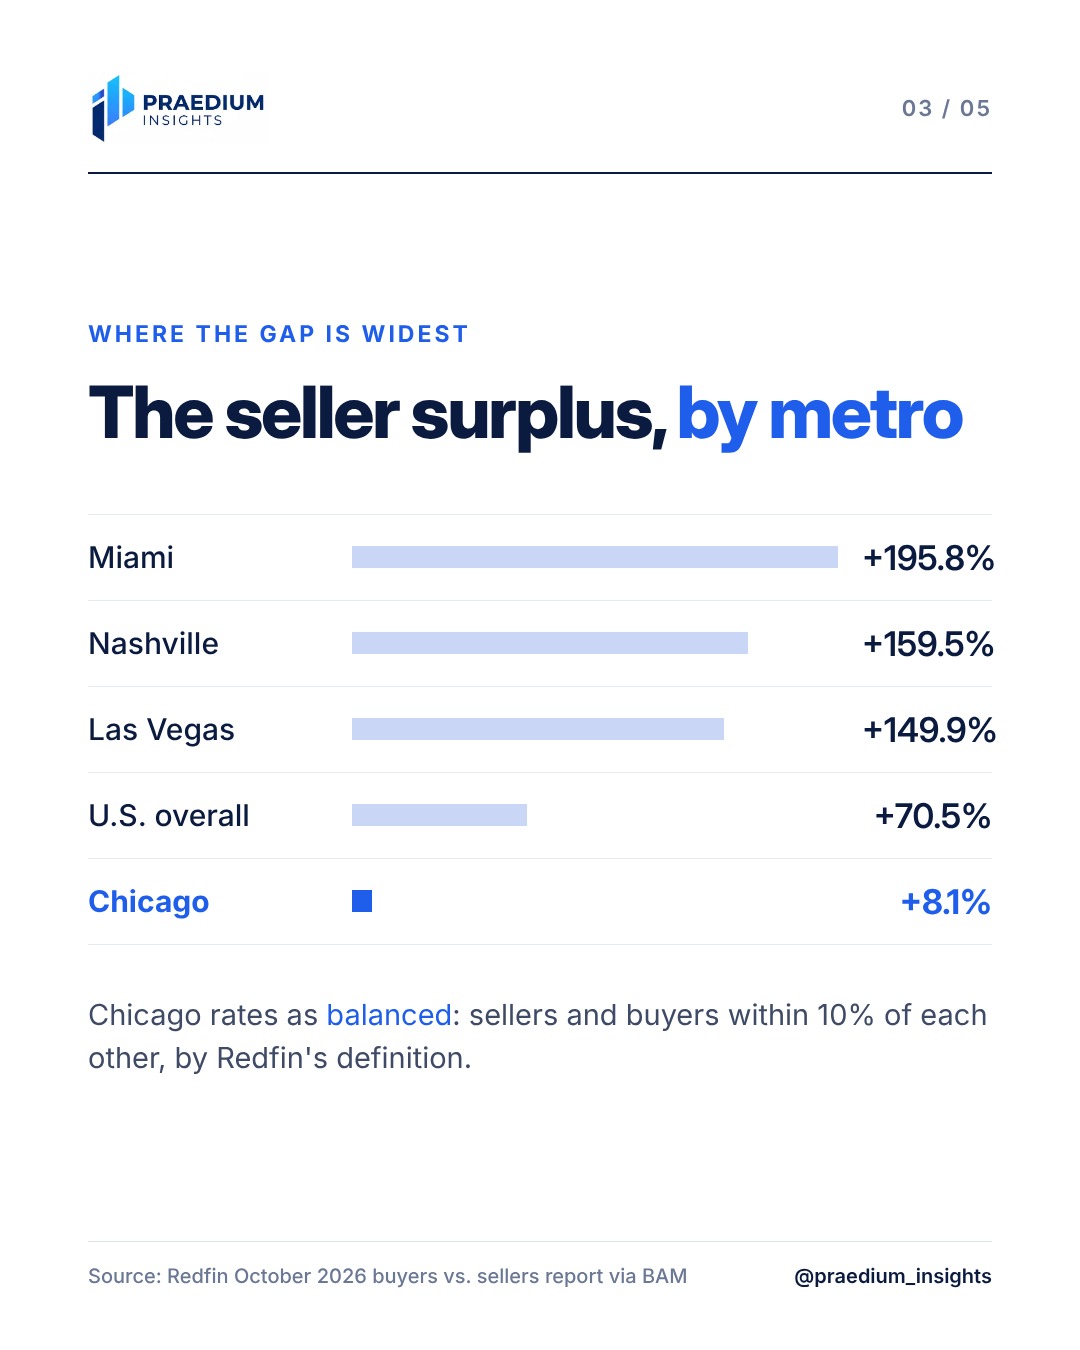 PRAEDIUM
INSIGHTS
03 / 05
WHERE THE GAP IS WIDEST
The seller surplus, by metro
Miami +195.8%
Nashville +159.5%
Las Vegas +149.9%
U.S. overall +70.5%
Chicago +8.1%
Chicago rates as balanced: sellers and buyers within 10% of each
other, by Redfin's definition.
Source: Redfin October 2026 buyers vs. sellers report via BAM @praedium_insights